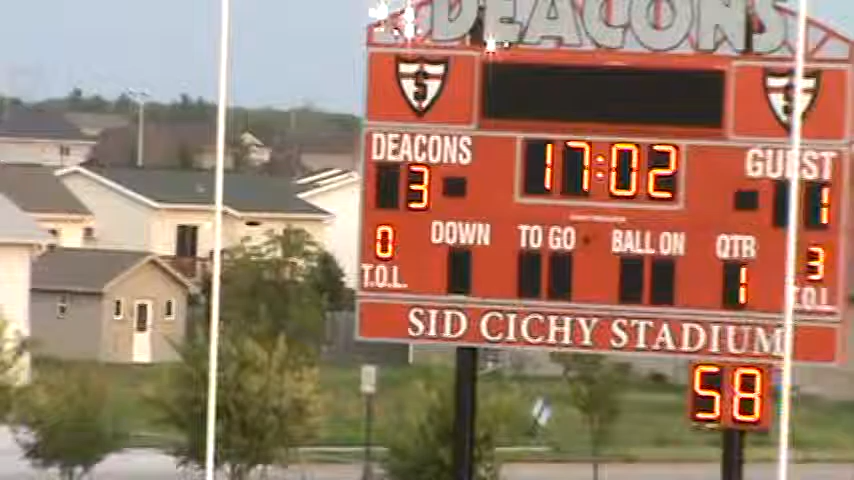 DEACONS
S S
DEACONS 17:02 GUEST
3 1
0 DOWN TO GO BALL ON QTR 3
T.O.L. 1 T.O.L
SID CICHY STADIUM
58